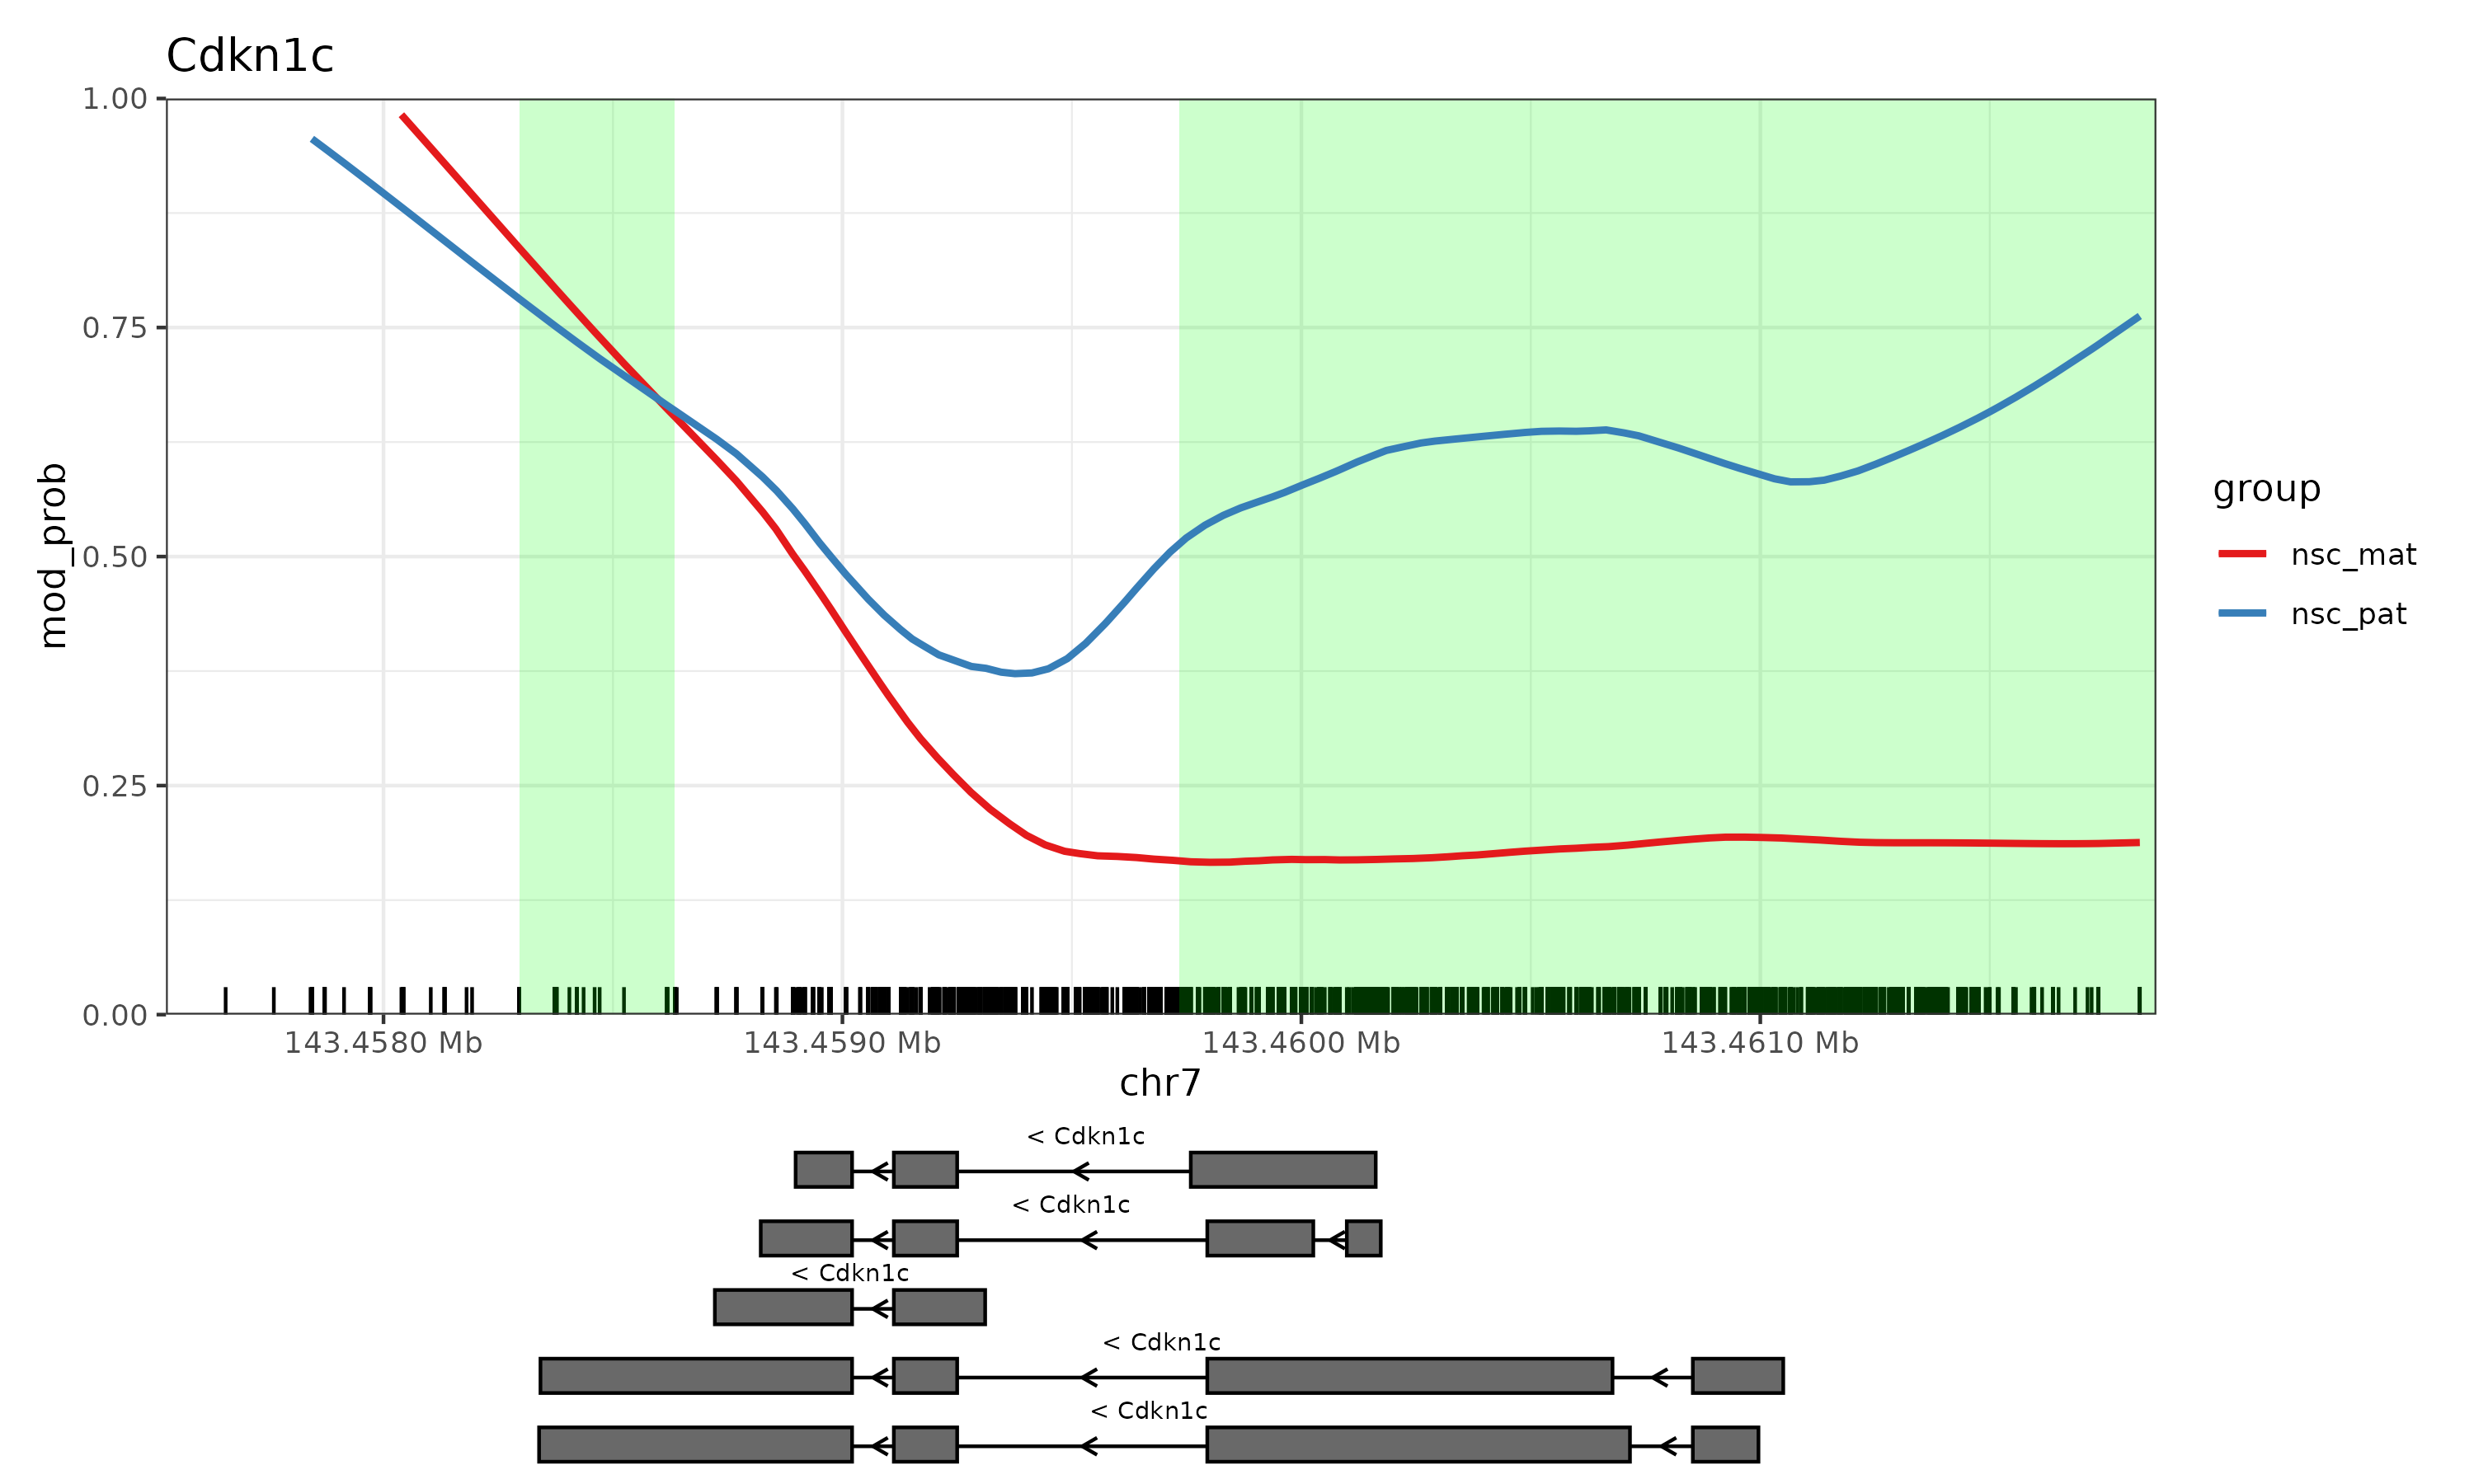 Cdkn1c
1.00
0.75
0.50
0.25
0.00
mod_prob
143.4580 Mb
143.4590 Mb
143.4600 Mb
143.4610 Mb
chr7
group
nsc_mat
nsc_pat
< Cdkn1c
< Cdkn1c
< Cdkn1c
< Cdkn1c
< Cdkn1c